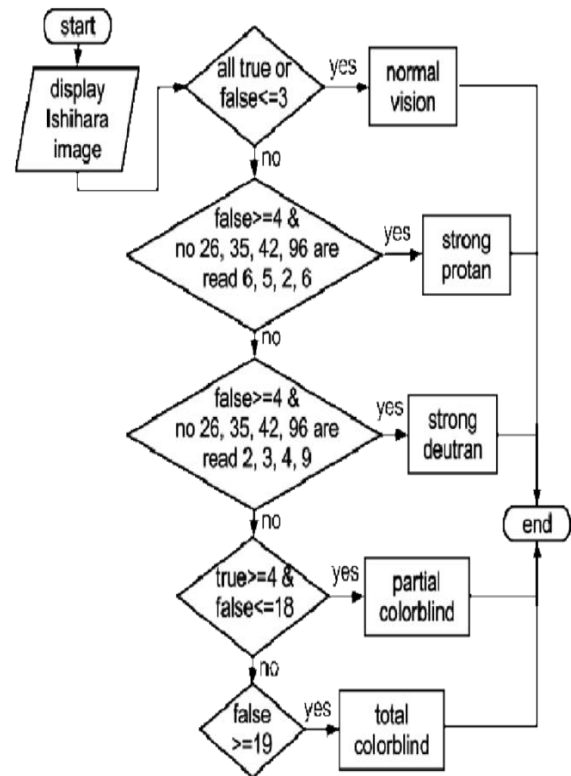 start
display
Ishihara
image
all true or
false<=3
yes
normal
vision
no
false>=4 &
no 26, 35, 42, 96 are
read 6, 5, 2, 6
yes
strong
protan
no
false>=4 &
no 26, 35, 42, 96 are
read 2, 3, 4, 9
yes
strong
deutran
no
end
true>=4 &
false<=18
yes
partial
colorblind
no
false
>=19
yes
total
colorblind